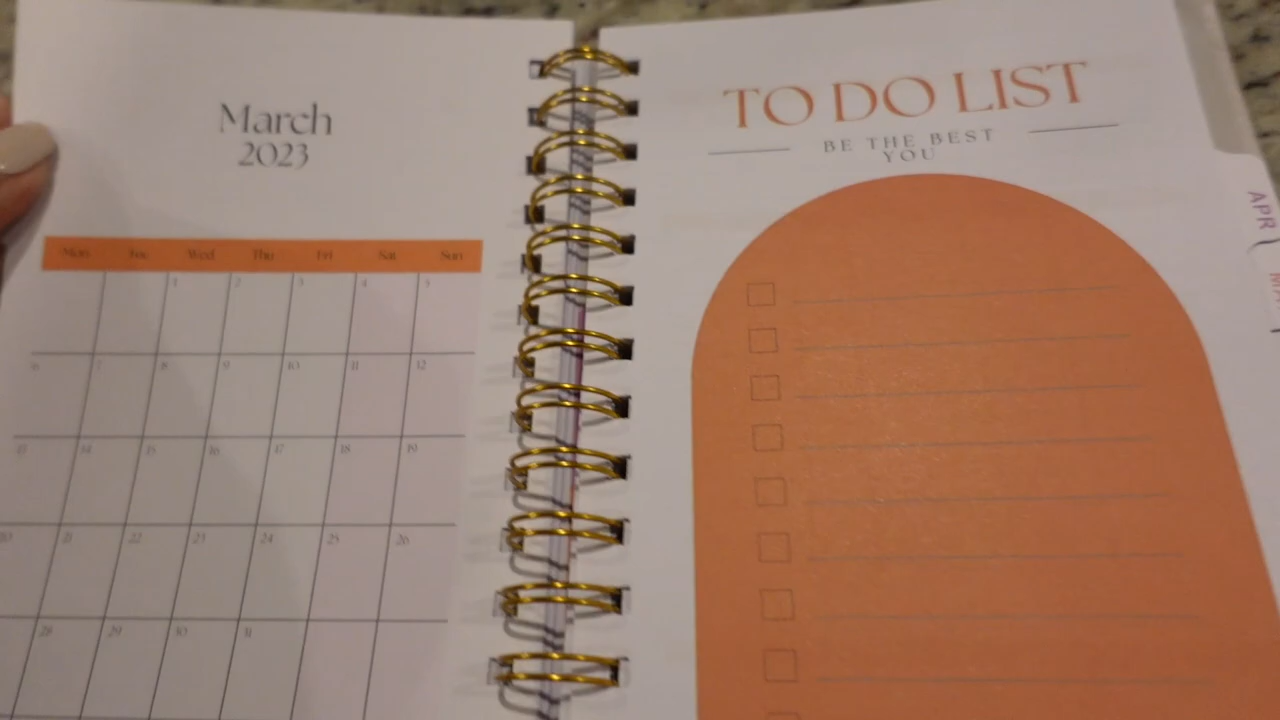 March
2023
Mon Tue Wed Thu Fri Sat Sun
1 2 3 4 5
6 7 8 9 10 11 12
14 15 16 17 18 19
20 21 22 23 24 25 26
28 29 30 31
TO DO LIST
BE THE BEST
YOU
APR